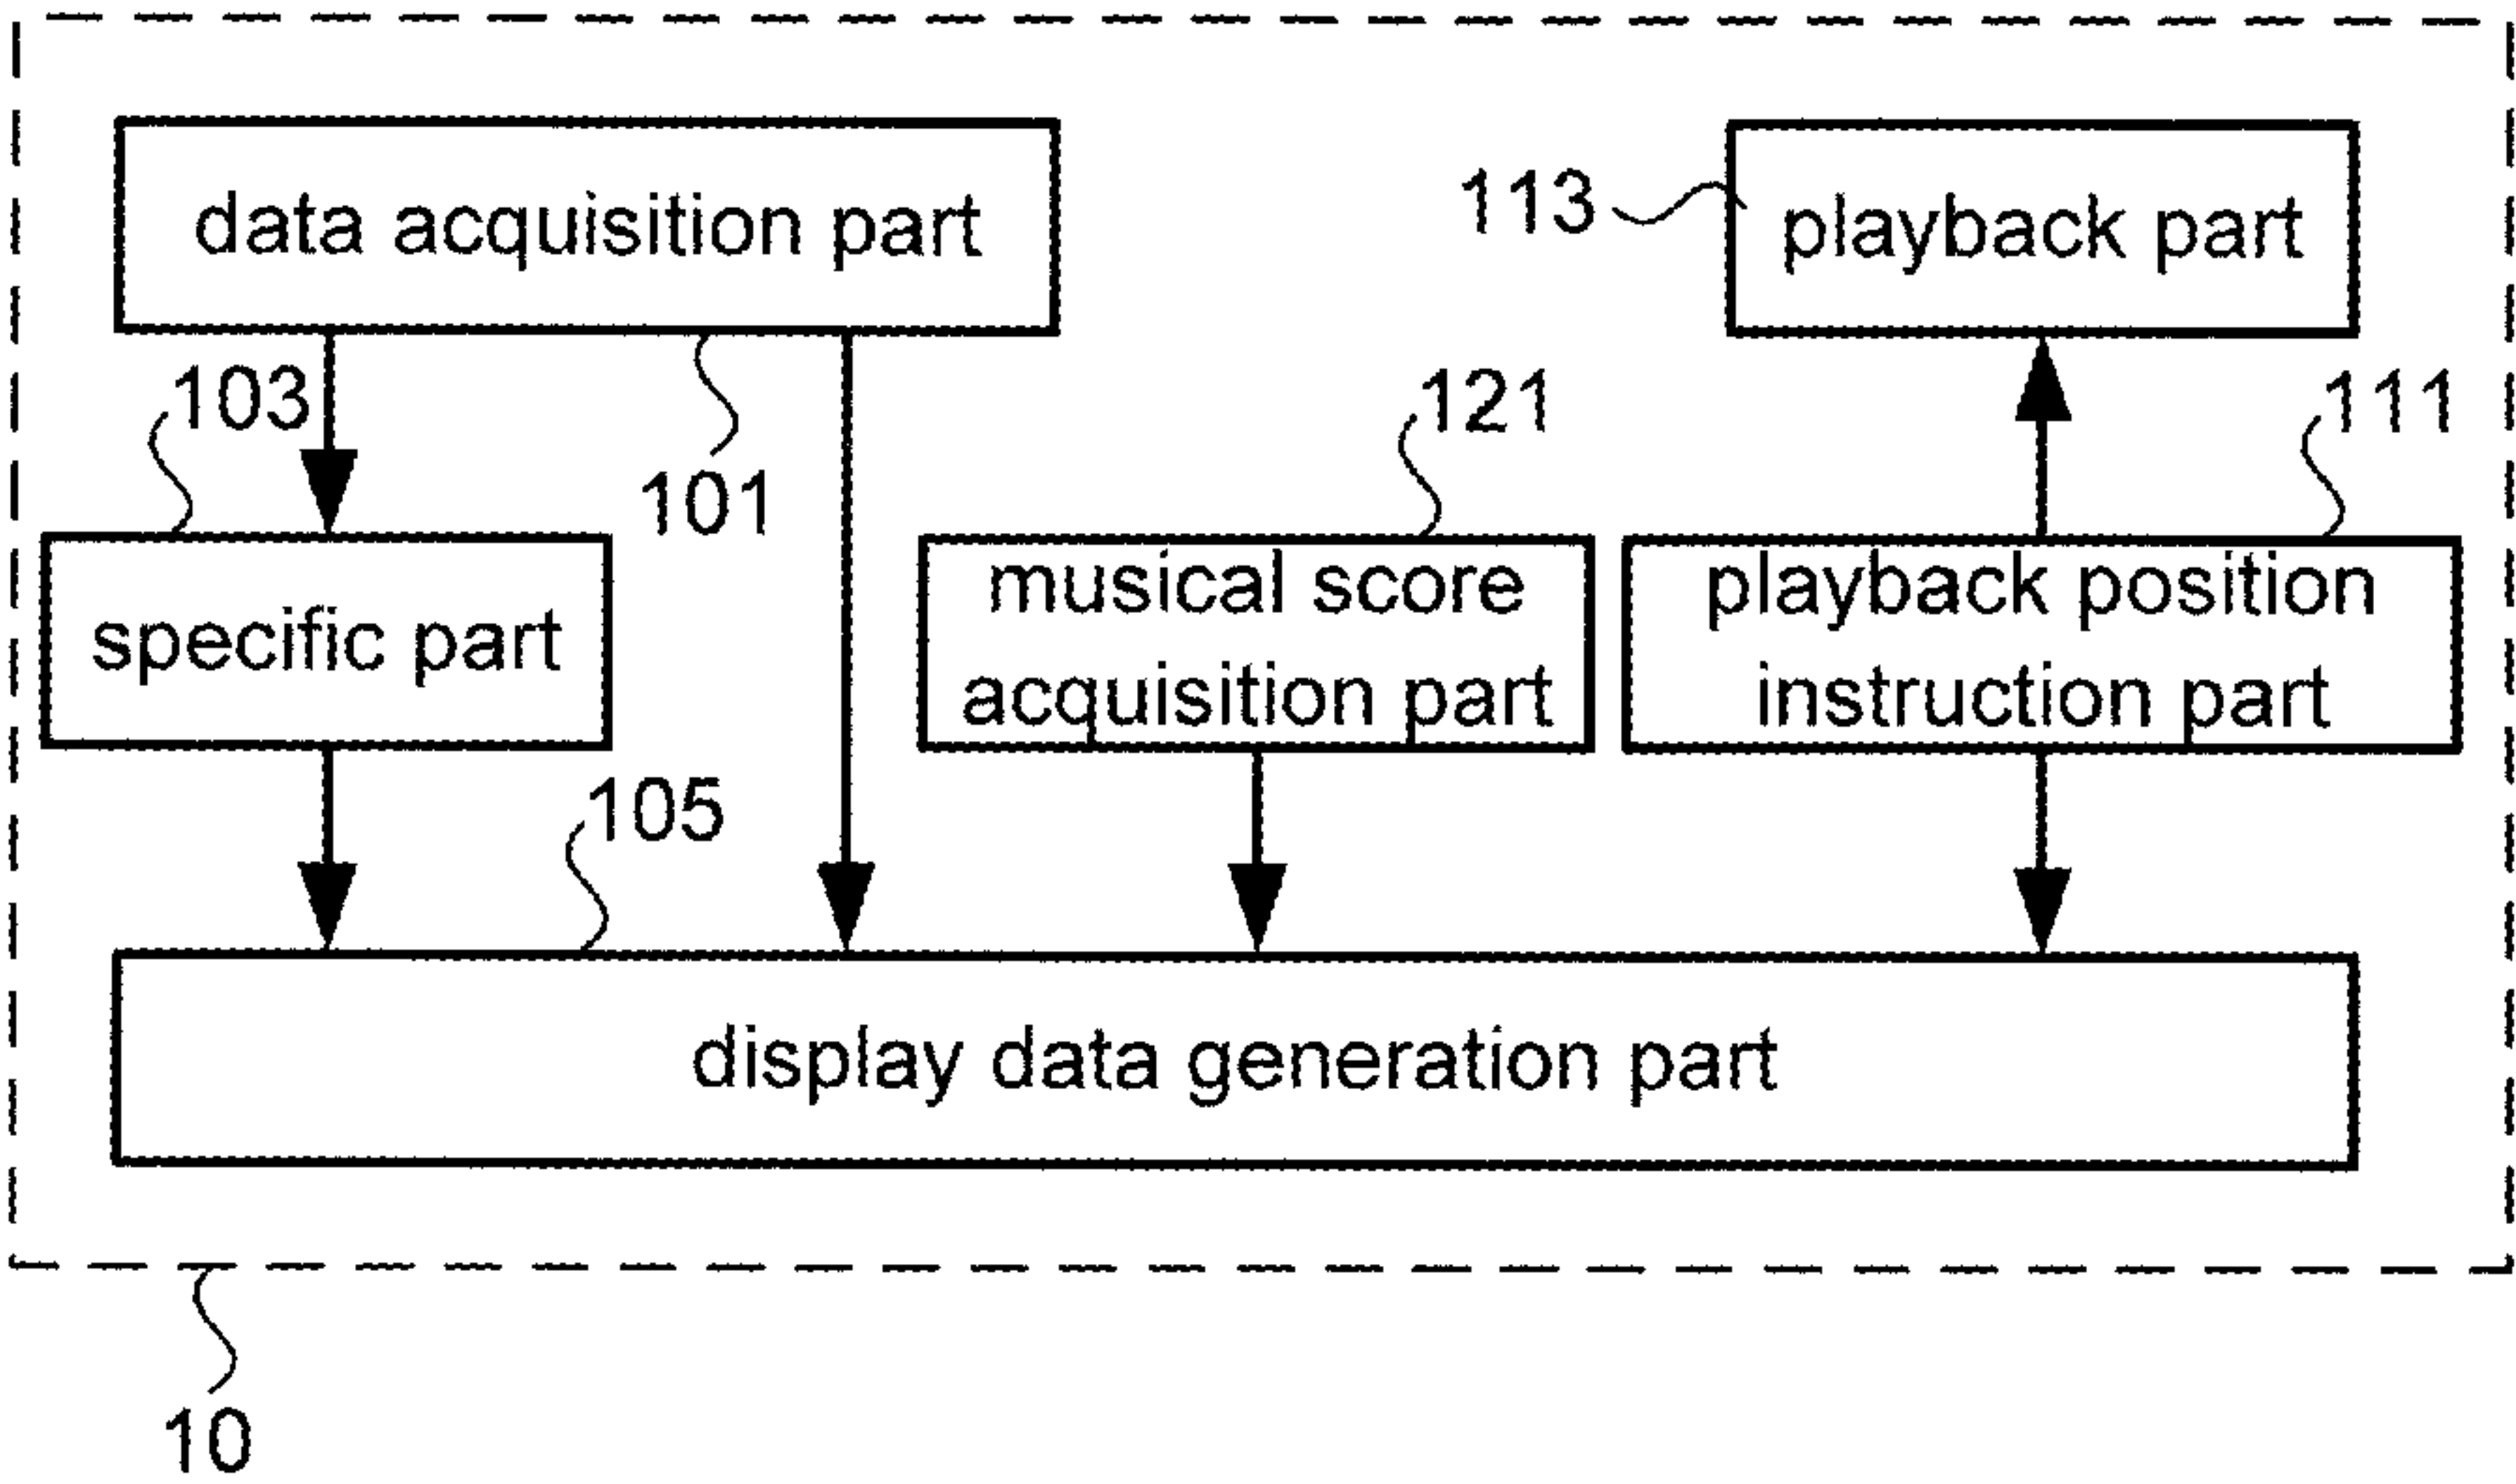 data acquisition part
113
playback part
103
101
121
111
specific part
musical score
acquisition part
playback position
instruction part
105
display data generation part
10